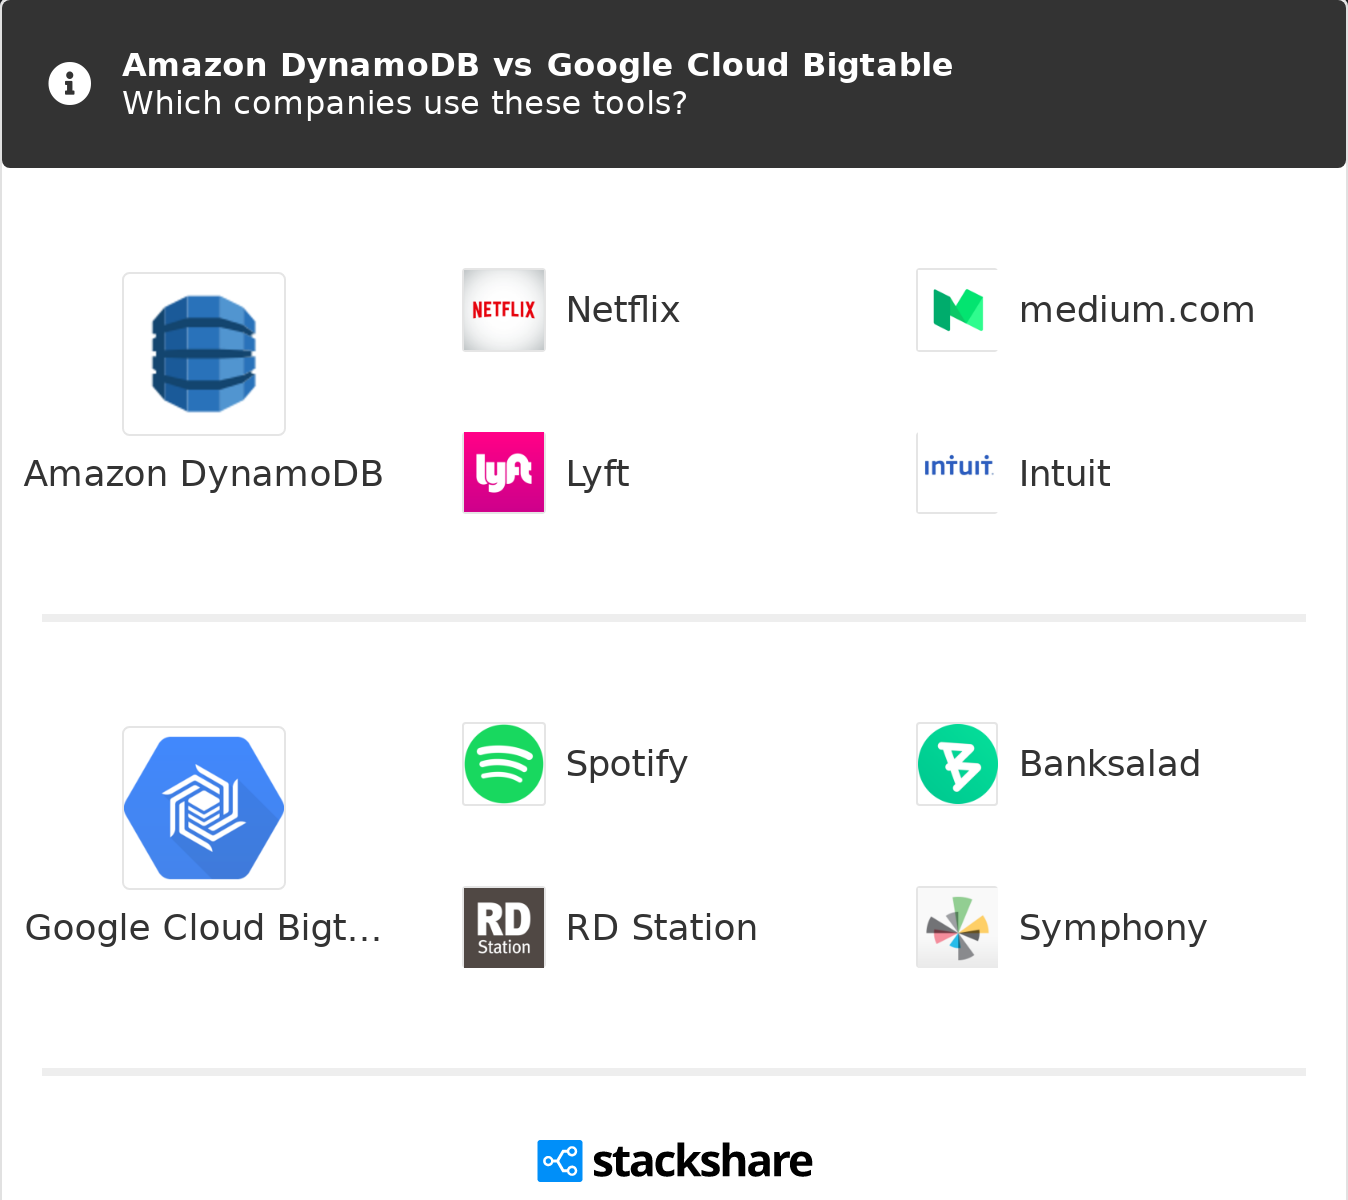 Amazon DynamoDB vs Google Cloud Bigtable
Which companies use these tools?
NETFLIX
Netflix
medium.com
Amazon DynamoDB
lyft
Lyft
ıntuıt
Intuit
Spotify
Banksalad
Google Cloud Bigt...
RD
Station
RD Station
Symphony
stackshare